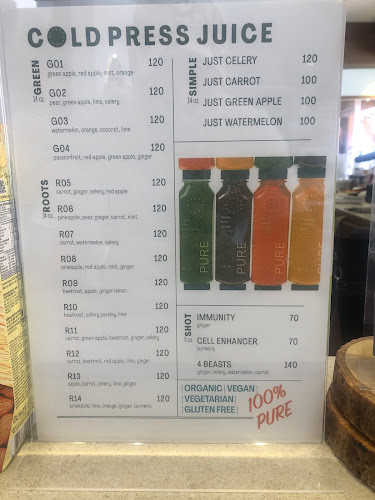 COLD PRESS JUICE
GREEN
14 oz.
G01 120
green apple, red apple, mint, orange
G02 120
pear, green apple, lime, celery
G03 120
watermelon, orange, coconut, lime
G04 120
passionfruit, red apple, green apple, ginger
ROOTS
14 oz.
R05 120
carrot, ginger, celery, red apple
R06 120
pineapple, pear, ginger, carrot, mint
R07 120
carrot, watermelon, celery
R08 120
pineapple, red apple, mint, ginger
R09 120
beetroot, apple, ginger lemon
R10 120
beetroot, celery parsley, lime
R11 120
carrot, green apple, beetroot, ginger, celery
R12 120
carrot, beetroot, red apple, lime, ginger
R13 120
apple, carrot, celery, lime, ginger
R14 120
pineapple, lime, orange, ginger, turmeric
SIMPLE
14 oz.
JUST CELERY 120
JUST CARROT 100
JUST GREEN APPLE 100
JUST WATERMELON 100
PURE
PURE
PURE
PURE
SHOT
3 oz.
IMMUNITY 70
ginger
CELL ENHANCER 70
turmeric
4 BEASTS 140
ginger, celery, watermelon, carrot
ORGANIC | VEGAN |
VEGETARIAN |
GLUTEN FREE |
100%
PURE